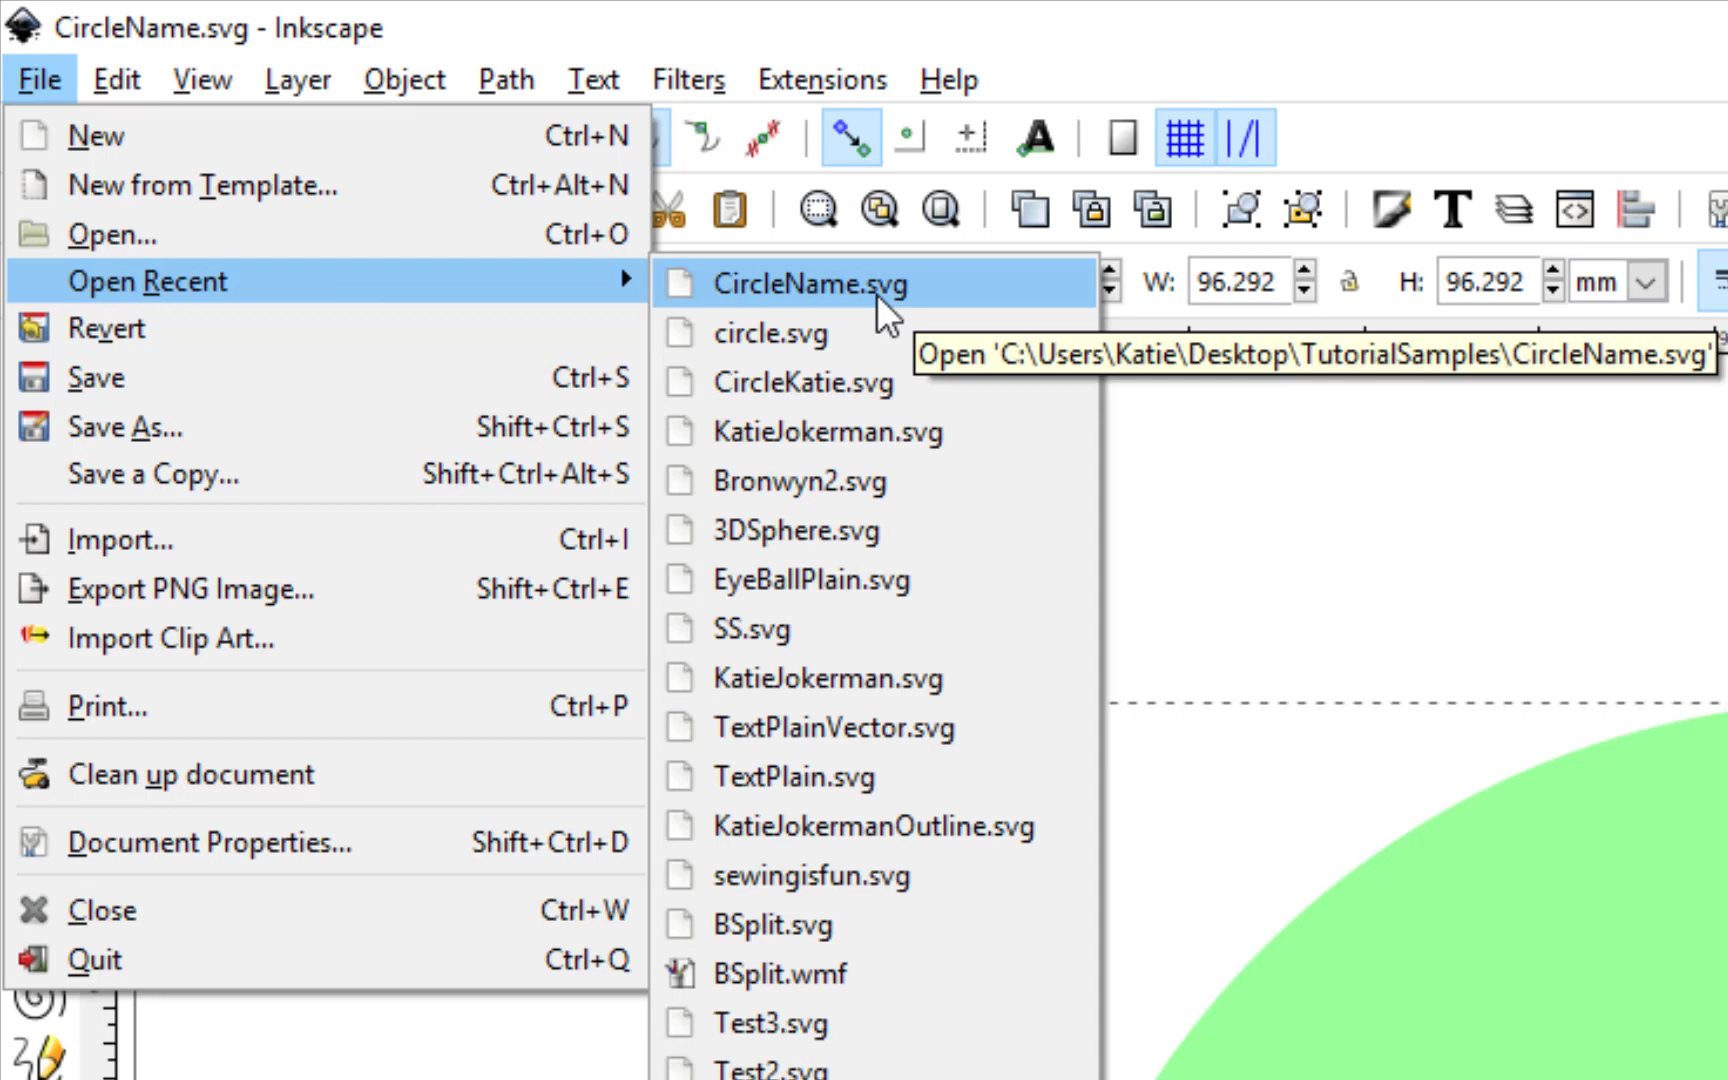 CircleName.svg - Inkscape
File Edit View Layer Object Path Text Filters Extensions Help
New Ctrl+N
New from Template... Ctrl+Alt+N
Open... Ctrl+O
Open Recent
Revert
Save Ctrl+S
Save As... Shift+Ctrl+S
Save a Copy... Shift+Ctrl+Alt+S
Import... Ctrl+I
Export PNG Image... Shift+Ctrl+E
Import Clip Art...
Print... Ctrl+P
Clean up document
Document Properties... Shift+Ctrl+D
Close Ctrl+W
Quit Ctrl+Q
W: 96.292 H: 96.292 mm
CircleName.svg
circle.svg
Open 'C:\Users\Katie\Desktop\TutorialSamples\CircleName.svg'
CircleKatie.svg
KatieJokerman.svg
Bronwyn2.svg
3DSphere.svg
EyeBallPlain.svg
SS.svg
KatieJokerman.svg
TextPlainVector.svg
TextPlain.svg
KatieJokermanOutline.svg
sewingisfun.svg
BSplit.svg
BSplit.wmf
Test3.svg
Test2.svg